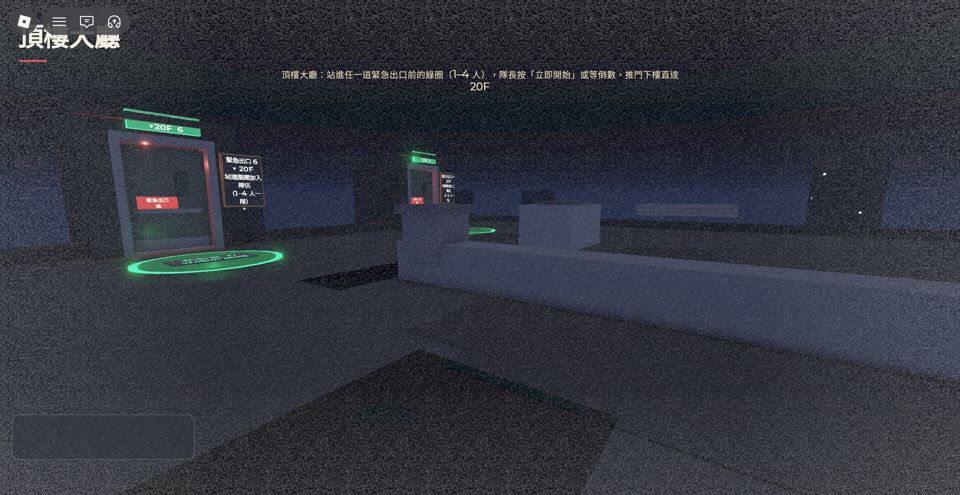 頂樓大廳
頂樓大廳：站進任一道緊急出口前的綠圈（1–4 人），隊長按「立即開始」或等倒數，推門下樓直達
20F
▼20F 6
緊急出口 6
▼ 20F
站進圈圈加入
隊伍
（1–4 人一
隊）
緊急出口